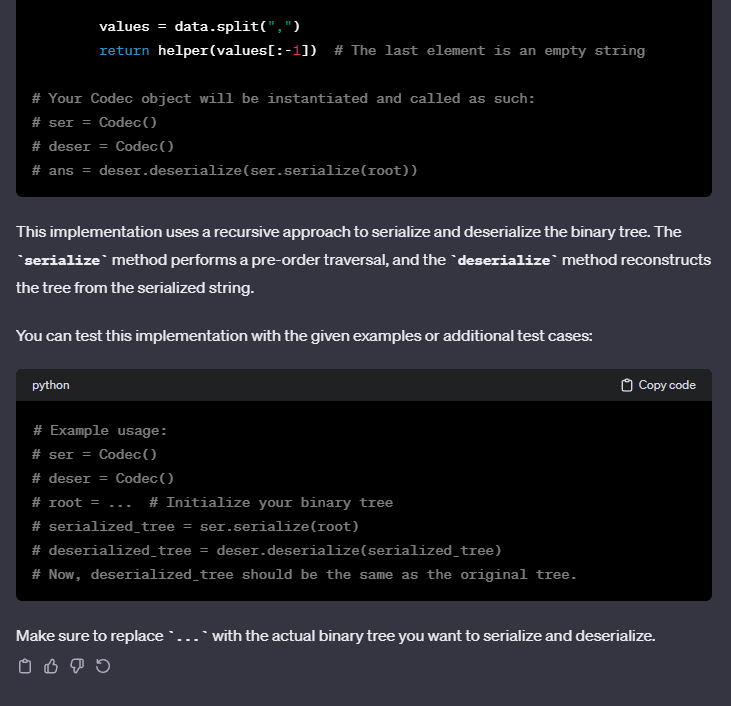 values = data.split(",")
return helper(values[:-1])  # The last element is an empty string
# Your Codec object will be instantiated and called as such:
# ser = Codec()
# deser = Codec()
# ans = deser.deserialize(ser.serialize(root))
This implementation uses a recursive approach to serialize and deserialize the binary tree. The
`serialize` method performs a pre-order traversal, and the `deserialize` method reconstructs
the tree from the serialized string.
You can test this implementation with the given examples or additional test cases:
python
Copy code
# Example usage:
# ser = Codec()
# deser = Codec()
# root = ...  # Initialize your binary tree
# serialized_tree = ser.serialize(root)
# deserialized_tree = deser.deserialize(serialized_tree)
# Now, deserialized_tree should be the same as the original tree.
Make sure to replace `...` with the actual binary tree you want to serialize and deserialize.